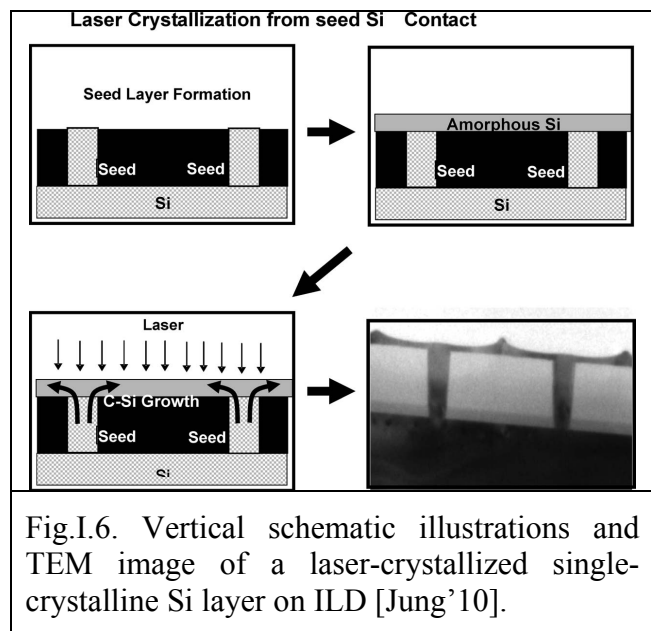 Laser Crystallization from seed Si Contact
Seed Layer Formation
Seed Seed
Si
Amorphous Si
Seed Seed
Si
Laser
C-Si Growth
Seed Seed
Si
Fig.I.6. Vertical schematic illustrations and
TEM image of a laser-crystallized single-
crystalline Si layer on ILD [Jung’10].